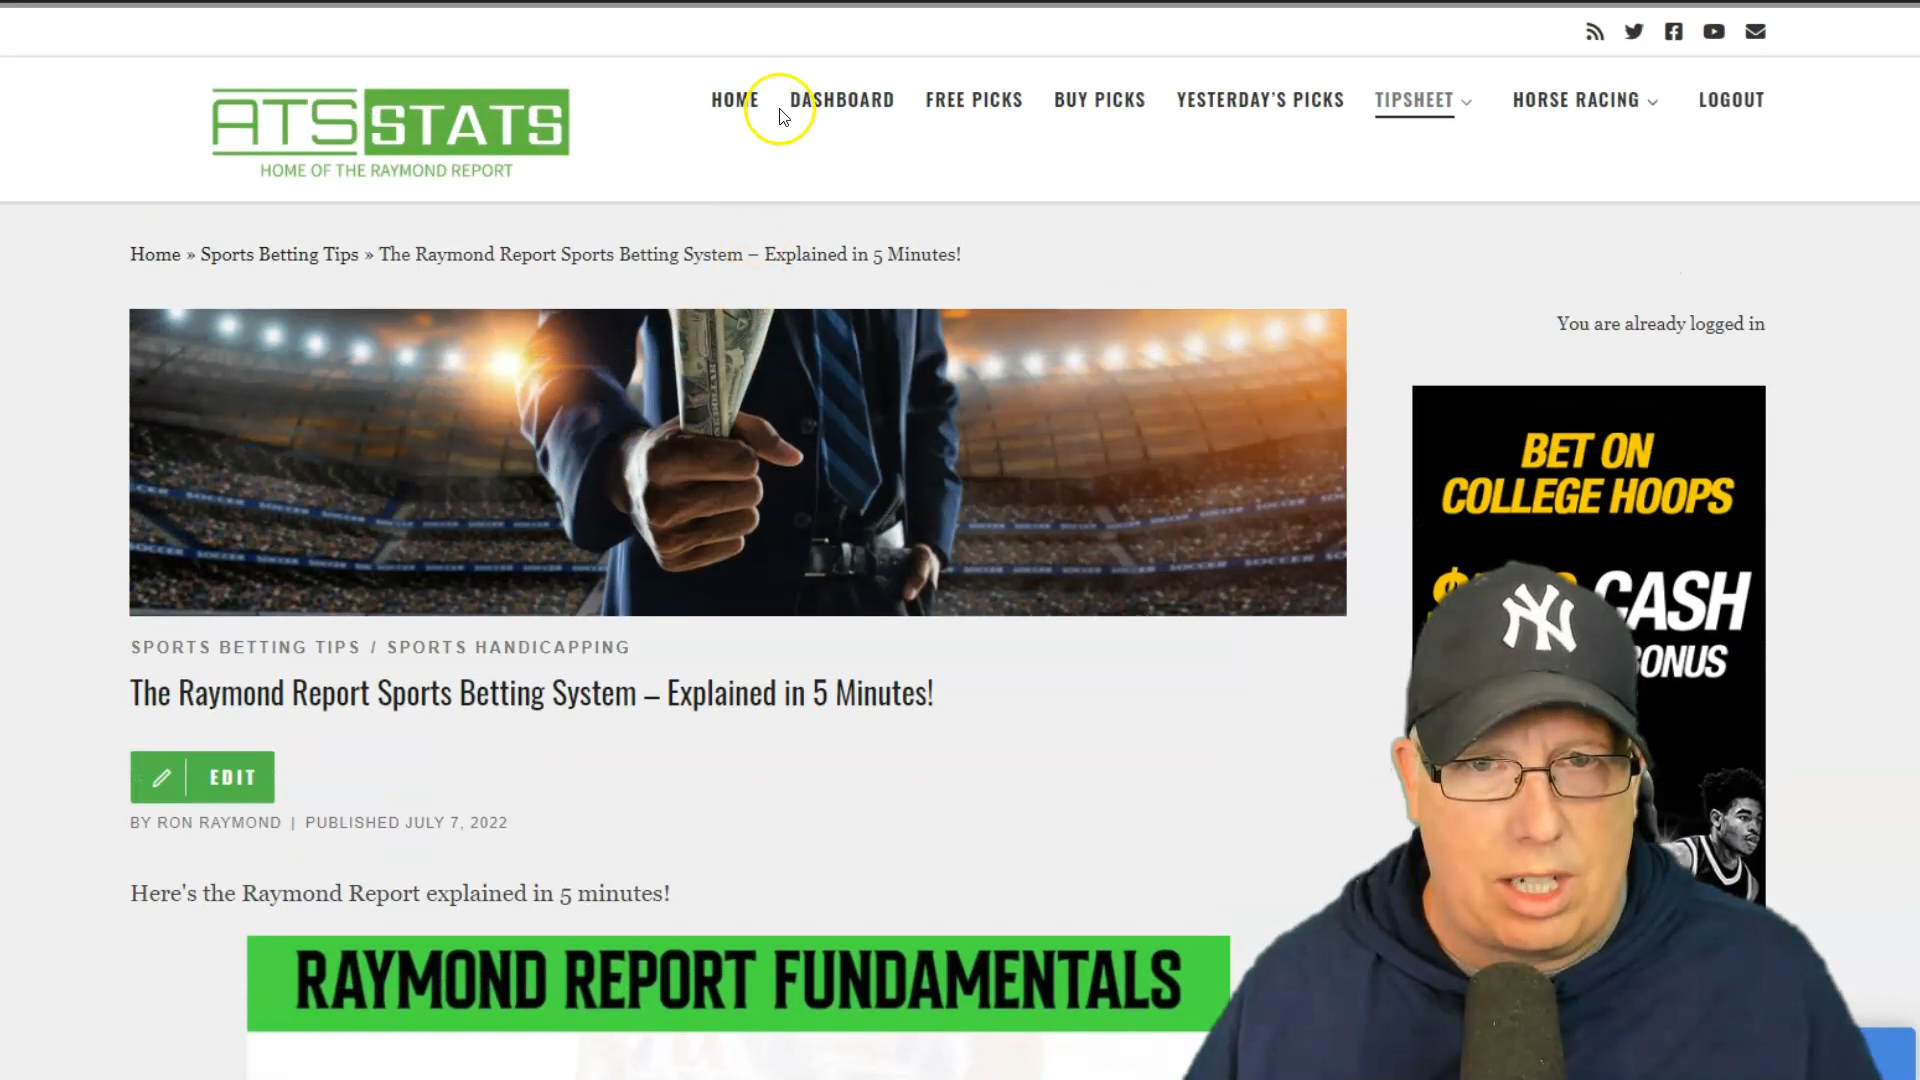 HOME DASHBOARD FREE PICKS BUY PICKS YESTERDAY'S PICKS TIPSHEET HORSE RACING LOGOUT
ATS STATS
HOME OF THE RAYMOND REPORT
Home » Sports Betting Tips » The Raymond Report Sports Betting System – Explained in 5 Minutes!
You are already logged in
BET ON
COLLEGE HOOPS
CASH
NY
SPORTS BETTING TIPS / SPORTS HANDICAPPING
The Raymond Report Sports Betting System – Explained in 5 Minutes!
EDIT
BY RON RAYMOND | PUBLISHED JULY 7, 2022
Here's the Raymond Report explained in 5 minutes!
RAYMOND REPORT FUNDAMENTALS